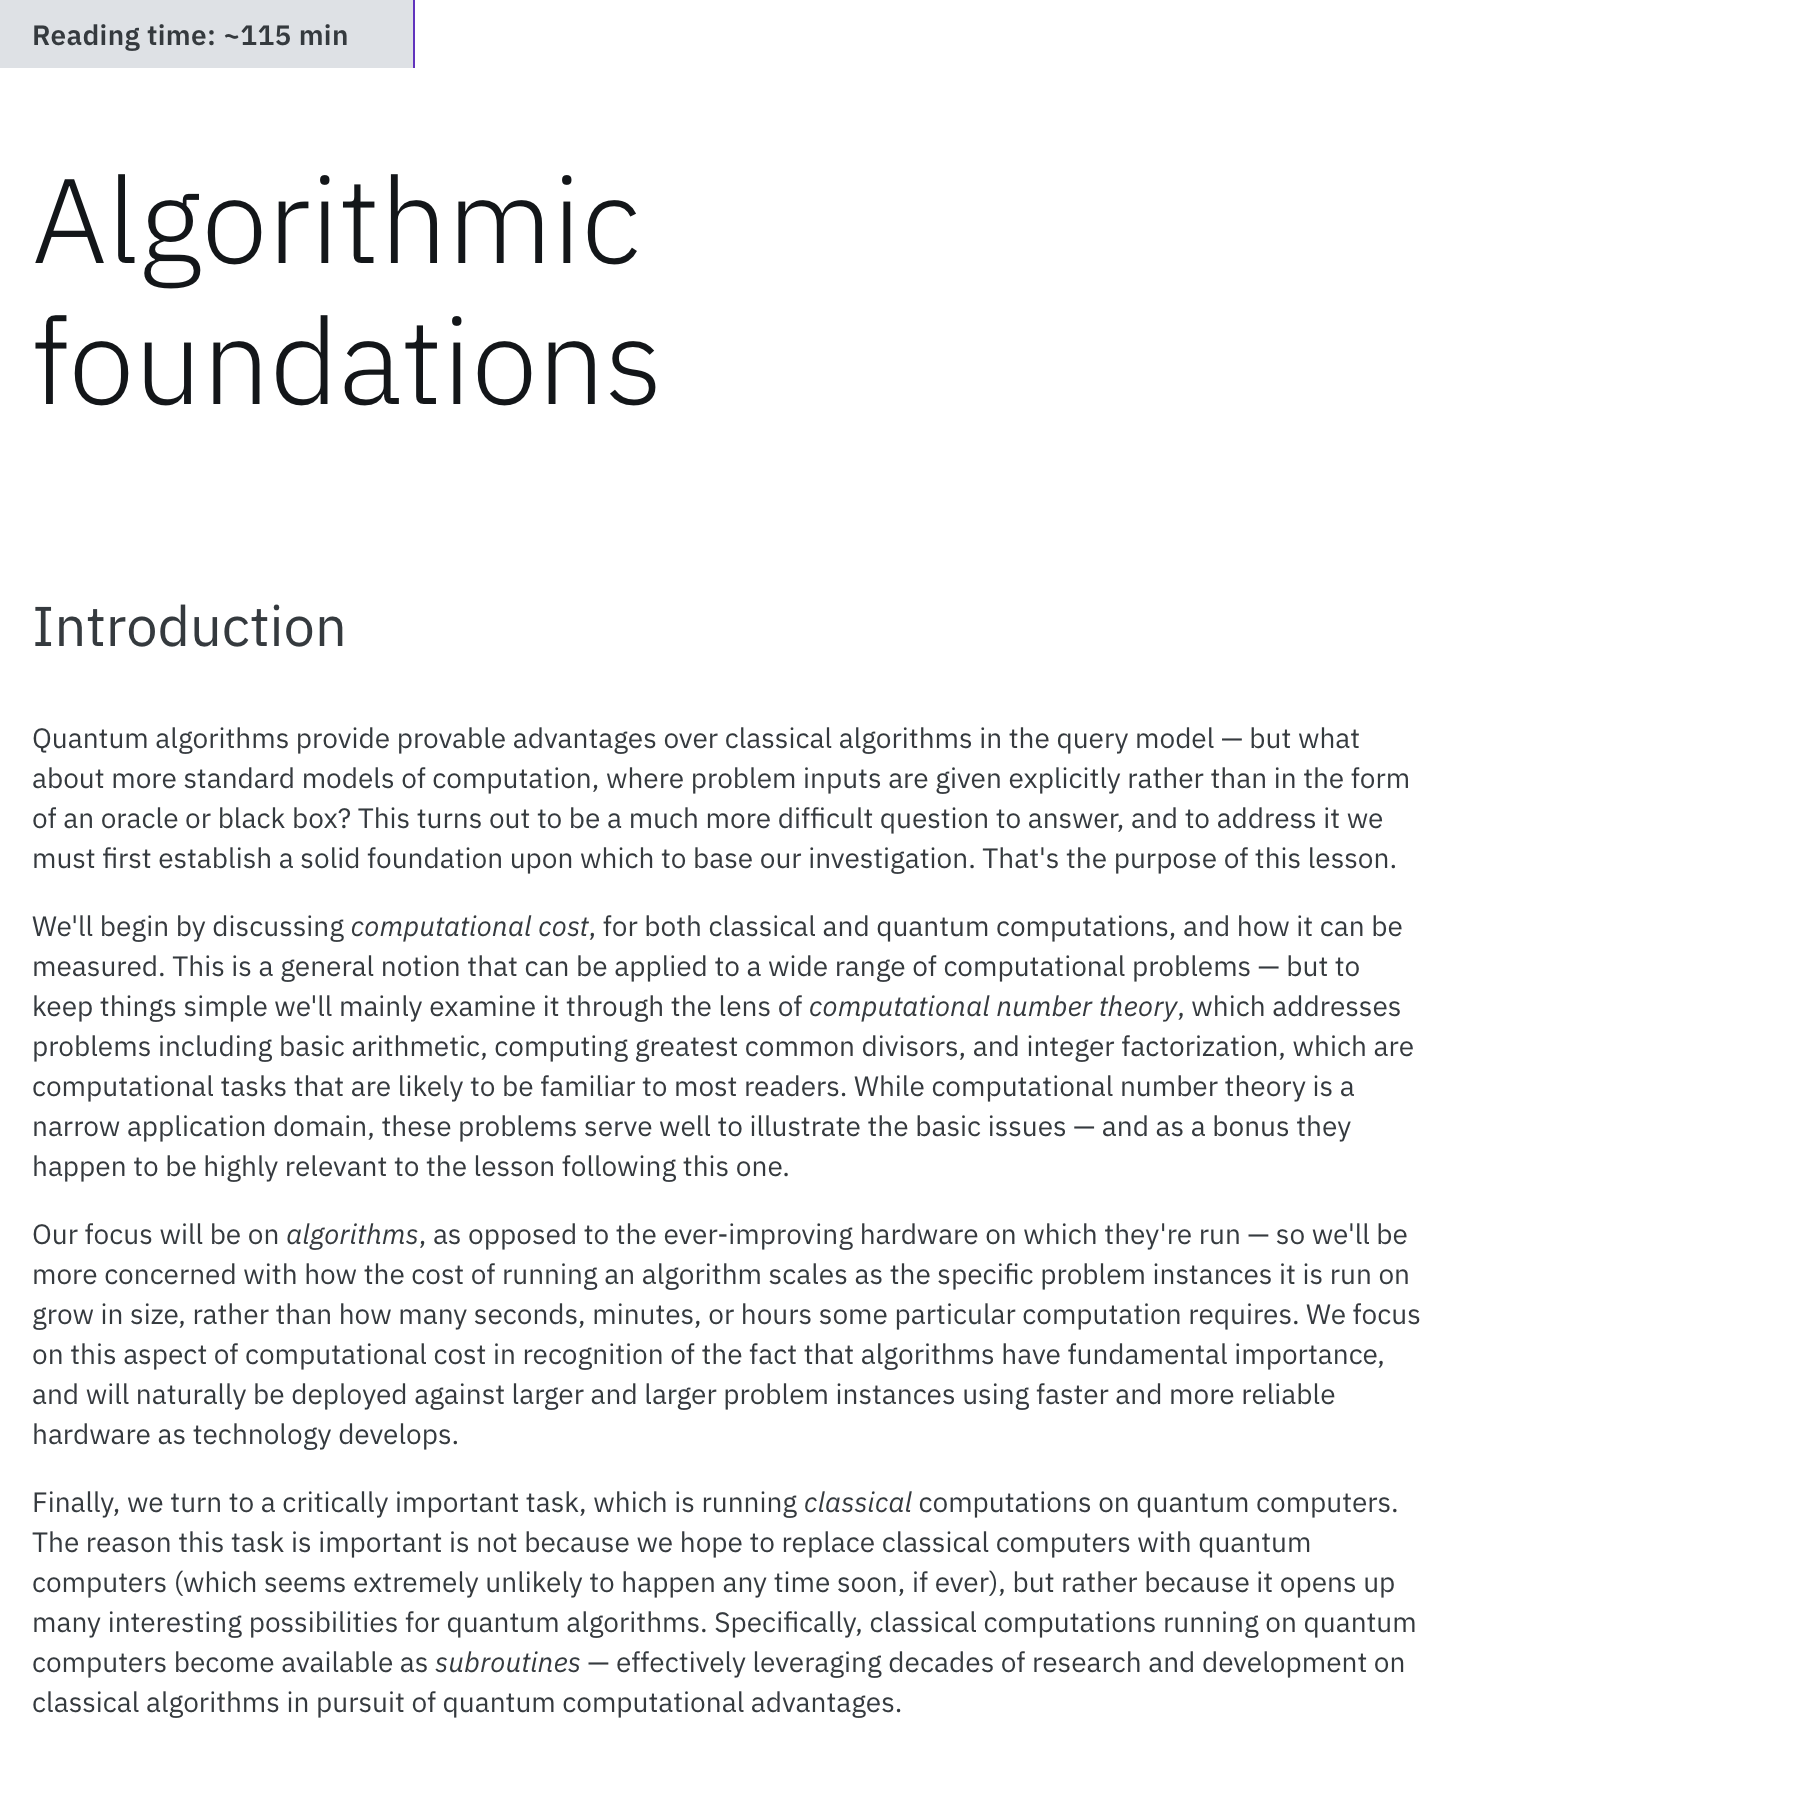 Reading time: ~115 min
Algorithmic
foundations
Introduction
Quantum algorithms provide provable advantages over classical algorithms in the query model — but what
about more standard models of computation, where problem inputs are given explicitly rather than in the form
of an oracle or black box? This turns out to be a much more difficult question to answer, and to address it we
must first establish a solid foundation upon which to base our investigation. That's the purpose of this lesson.
We'll begin by discussing computational cost, for both classical and quantum computations, and how it can be
measured. This is a general notion that can be applied to a wide range of computational problems — but to
keep things simple we'll mainly examine it through the lens of computational number theory, which addresses
problems including basic arithmetic, computing greatest common divisors, and integer factorization, which are
computational tasks that are likely to be familiar to most readers. While computational number theory is a
narrow application domain, these problems serve well to illustrate the basic issues — and as a bonus they
happen to be highly relevant to the lesson following this one.
Our focus will be on algorithms, as opposed to the ever-improving hardware on which they're run — so we'll be
more concerned with how the cost of running an algorithm scales as the specific problem instances it is run on
grow in size, rather than how many seconds, minutes, or hours some particular computation requires. We focus
on this aspect of computational cost in recognition of the fact that algorithms have fundamental importance,
and will naturally be deployed against larger and larger problem instances using faster and more reliable
hardware as technology develops.
Finally, we turn to a critically important task, which is running classical computations on quantum computers.
The reason this task is important is not because we hope to replace classical computers with quantum
computers (which seems extremely unlikely to happen any time soon, if ever), but rather because it opens up
many interesting possibilities for quantum algorithms. Specifically, classical computations running on quantum
computers become available as subroutines — effectively leveraging decades of research and development on
classical algorithms in pursuit of quantum computational advantages.